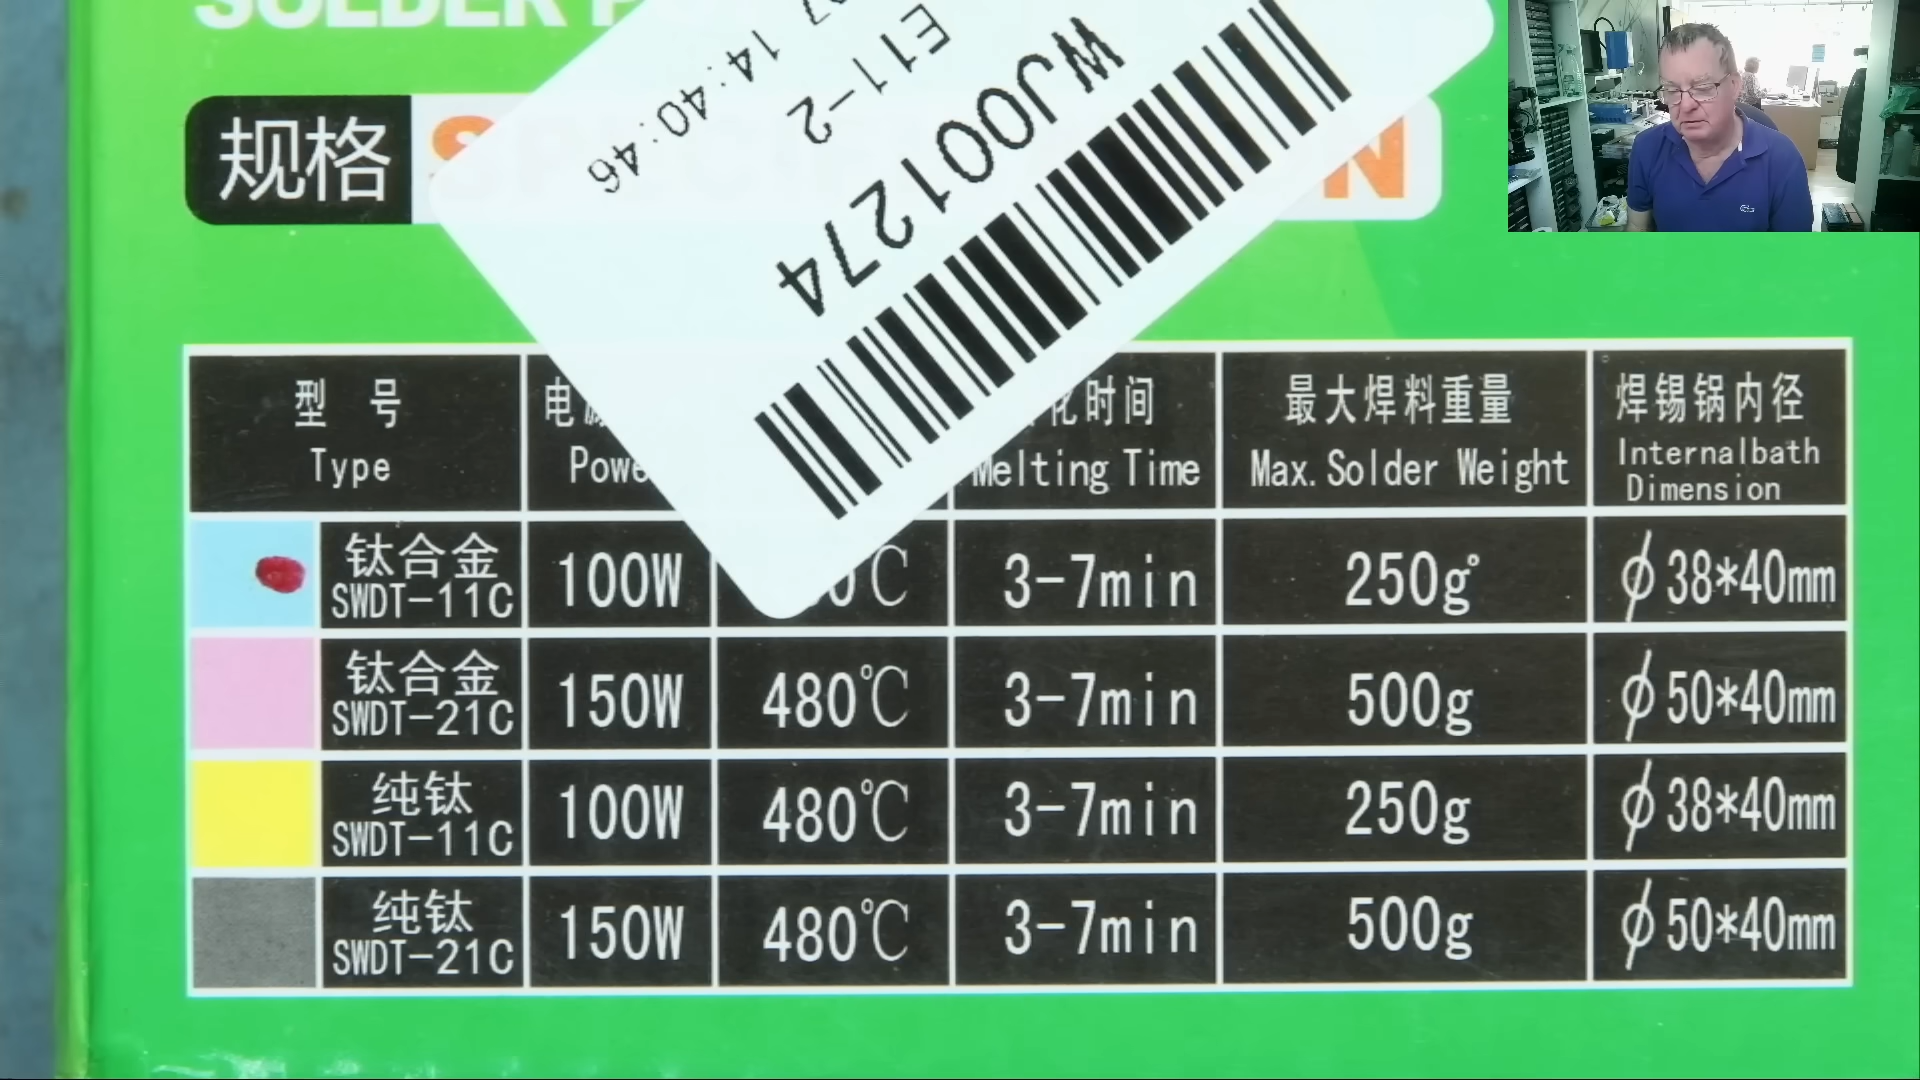 SOLDER
规格
N
14:40:46
E11-2
WJ001274
型 号
Type
电
时间
Melting Time
最大焊料重量
Max. Solder Weight
焊锡锅内径
Internalbath
Dimension
钛合金
SWDT-11C
100W
3-7min
250g
ϕ38*40mm
钛合金
SWDT-21C
150W
480℃
3-7min
500g
ϕ50*40mm
纯钛
SWDT-11C
100W
480℃
3-7min
250g
ϕ38*40mm
纯钛
SWDT-21C
150W
480℃
3-7min
500g
ϕ50*40mm